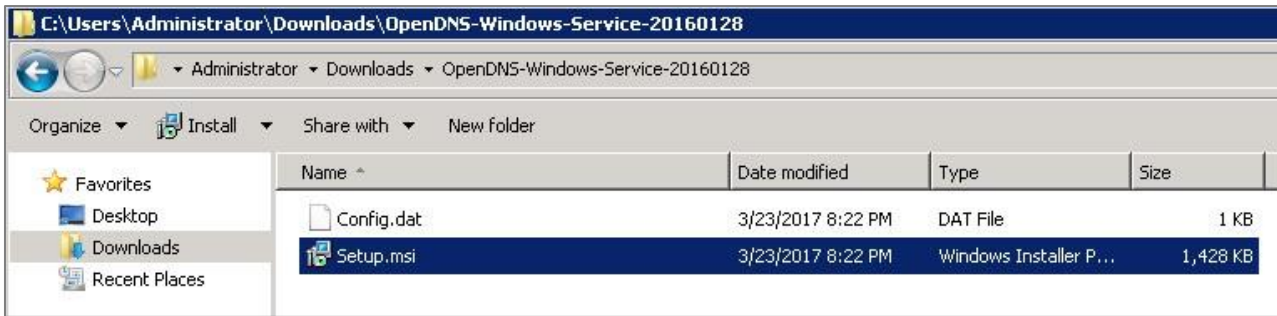 C:\Users\Administrator\Downloads\OpenDNS-Windows-Service-20160128
Administrator Downloads OpenDNS-Windows-Service-20160128
Organize Install Share with New folder
Favorites
Desktop
Downloads
Recent Places
Name Date modified Type Size
Config.dat 3/23/2017 8:22 PM DAT File 1 KB
Setup.msi 3/23/2017 8:22 PM Windows Installer P... 1,428 KB